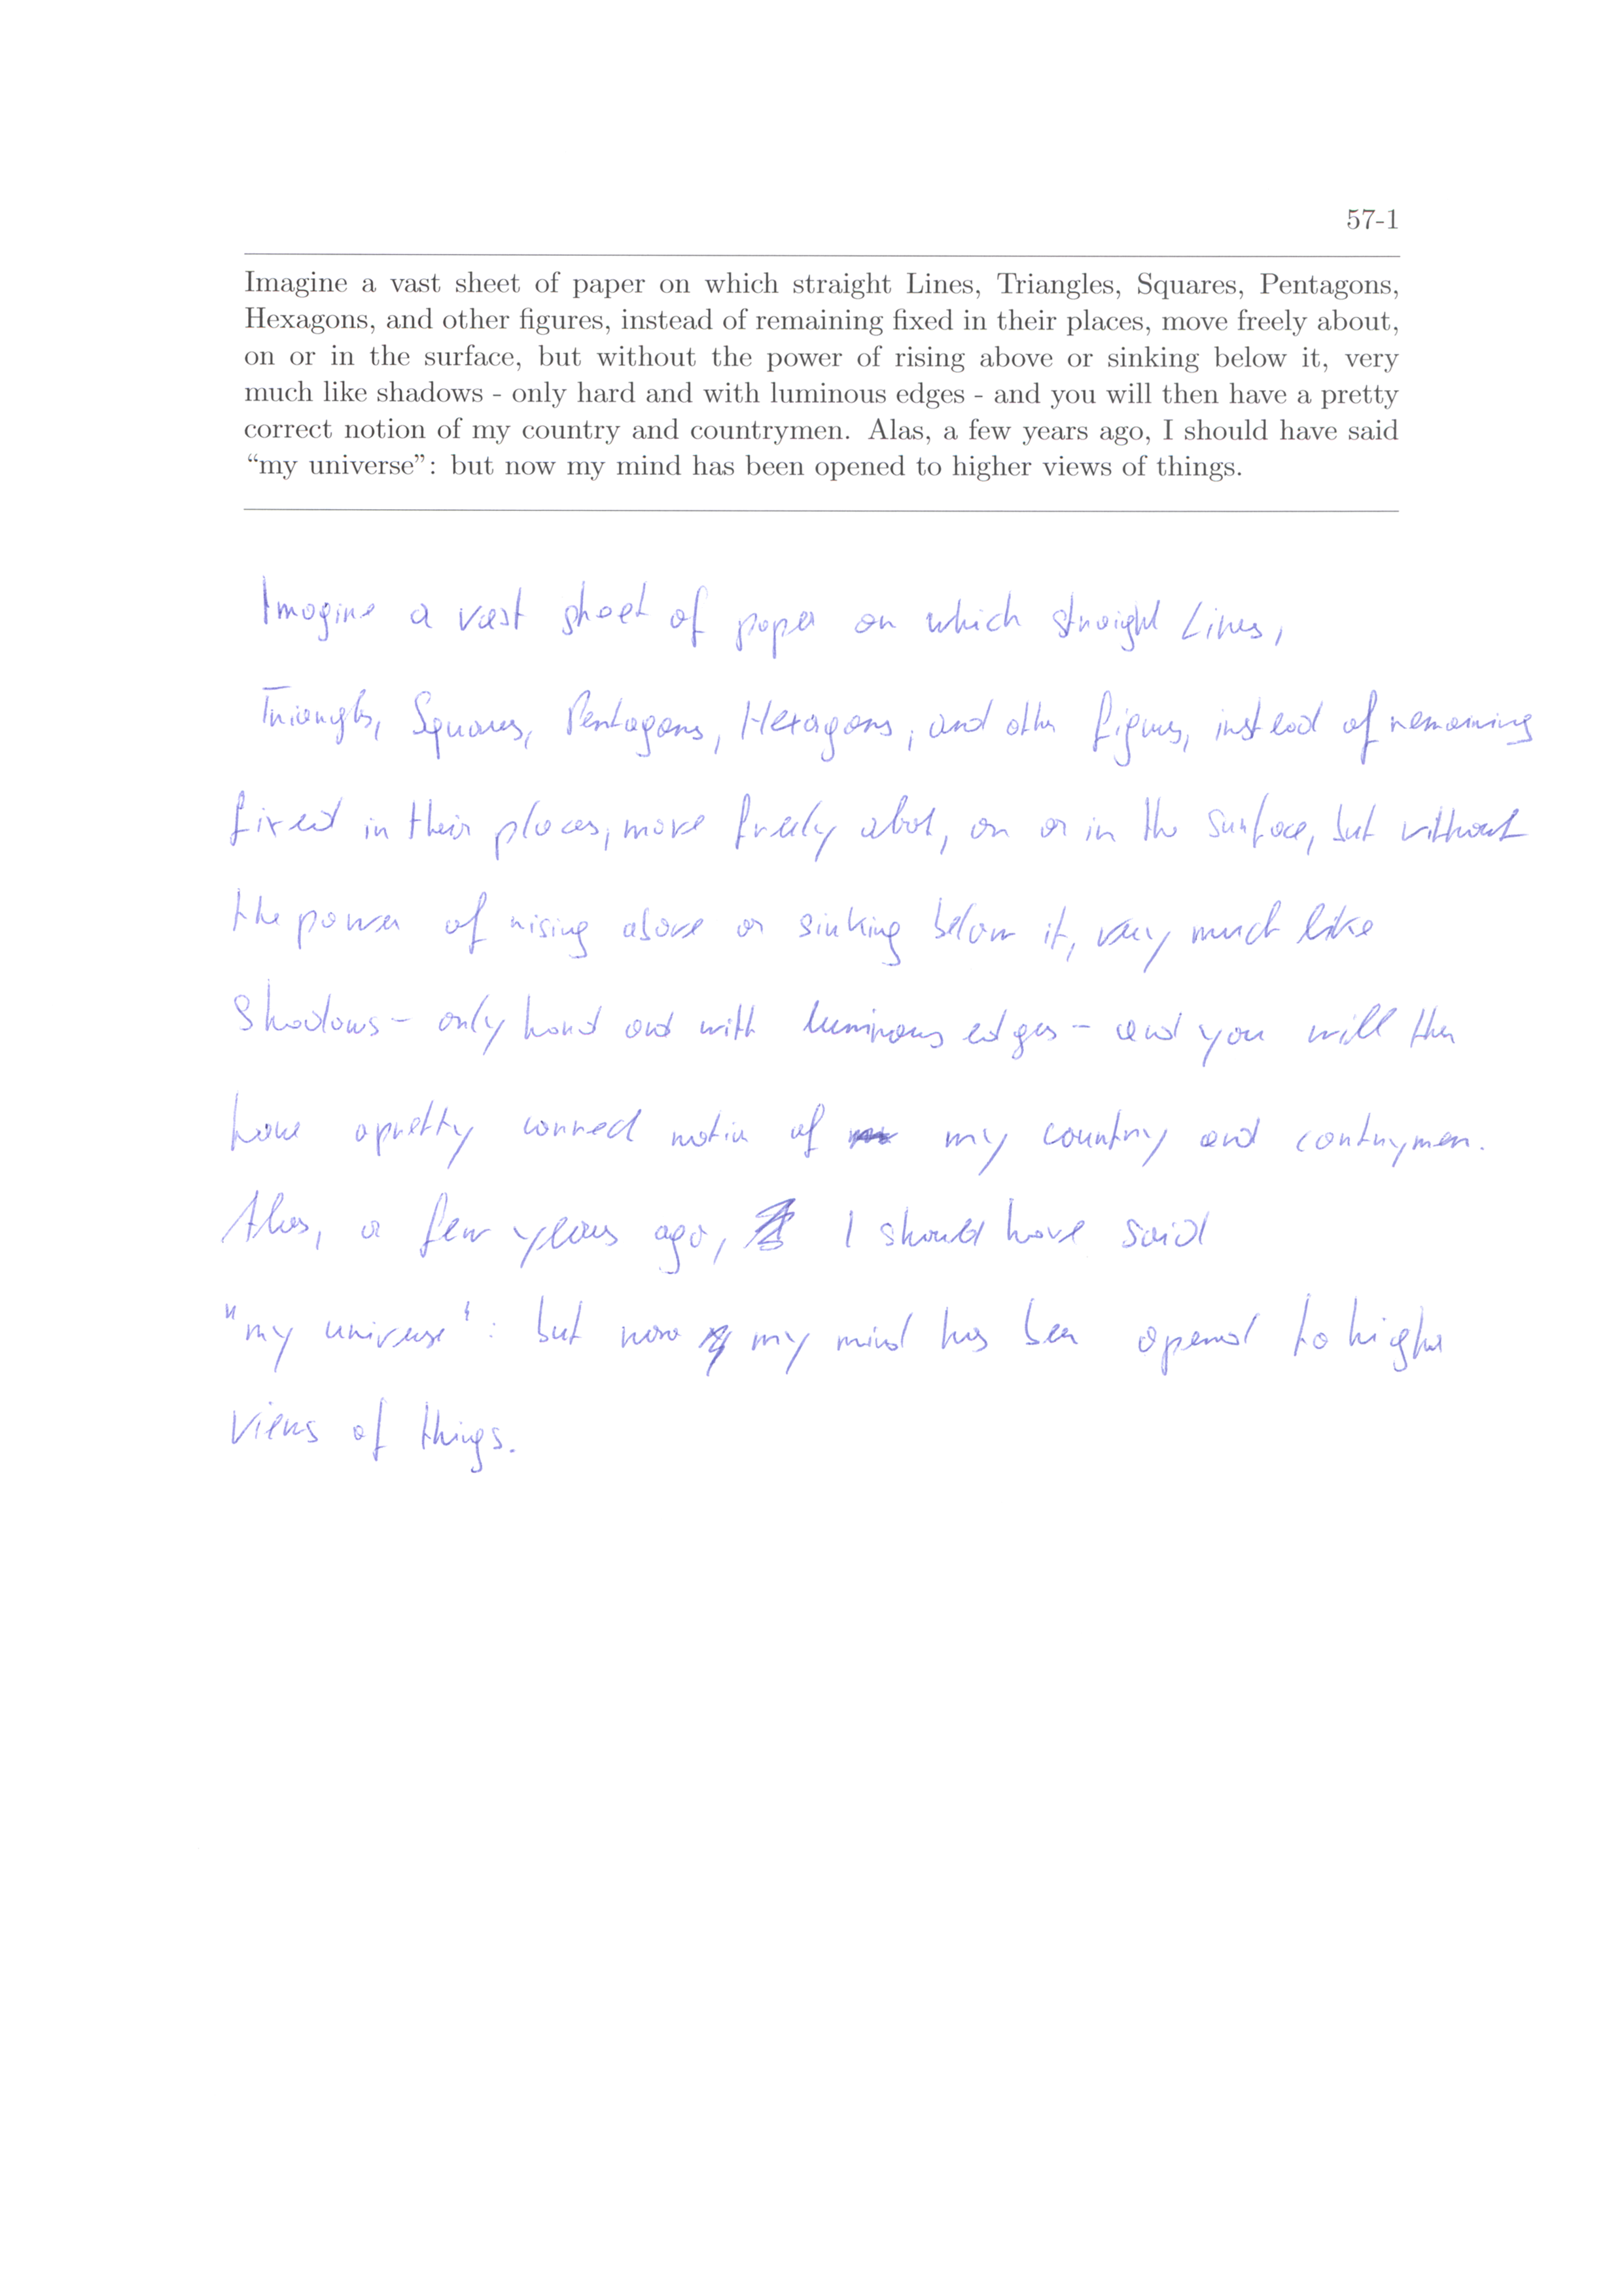 57-1
Imagine a vast sheet of paper on which straight Lines, Triangles, Squares, Pentagons,
Hexagons, and other figures, instead of remaining fixed in their places, move freely about,
on or in the surface, but without the power of rising above or sinking below it, very
much like shadows - only hard and with luminous edges - and you will then have a pretty
correct notion of my country and countrymen. Alas, a few years ago, I should have said
“my universe”: but now my mind has been opened to higher views of things.
Imagine a vast sheet of paper on which straight Lines,
Triangles, Squares, Pentagons, Hexagons, and other figures, instead of remaining
fixed in their places, move freely abot, on or in the surface, but without
the power of rising above or sinking below it, very much like
shadows - only hard and with luminous edges - and you will then
have a pretty correct notion of my country and contrymen.
Alas, a few years ago, I should have said
"my universe": but now my mind has been opened to higher
views of things.